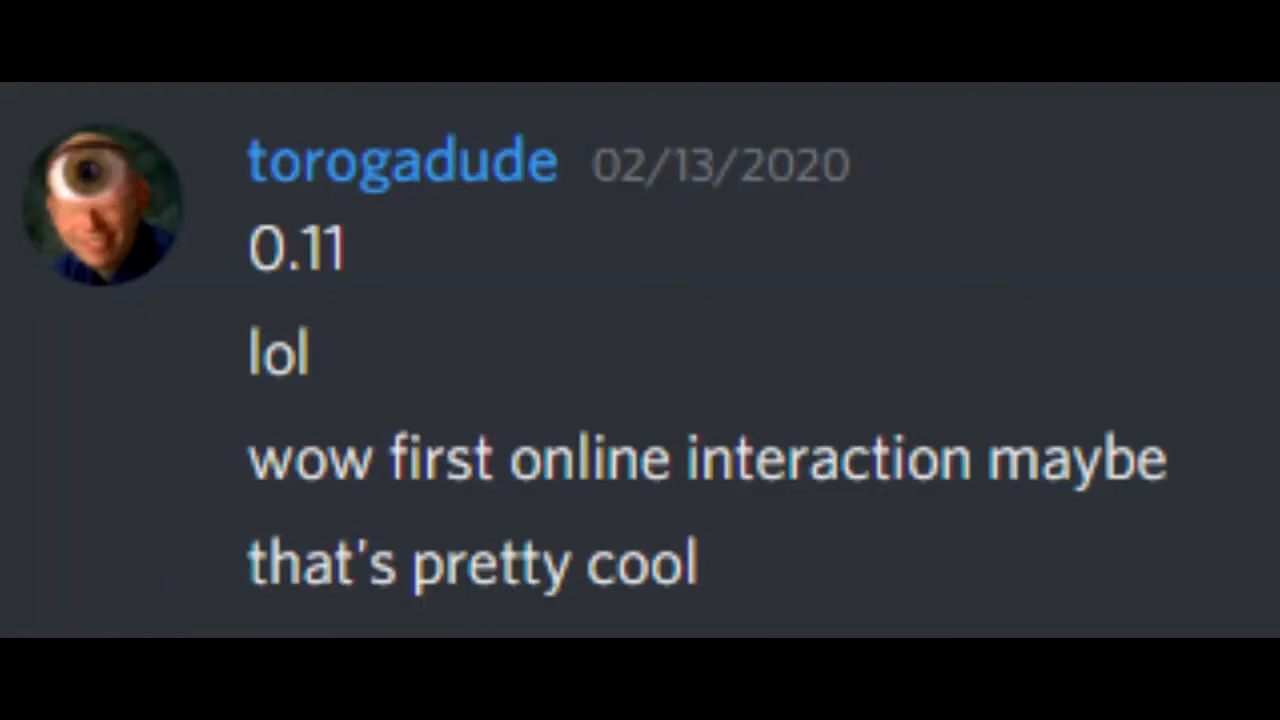 torogadude 02/13/2020
0.11
lol
wow first online interaction maybe
that's pretty cool